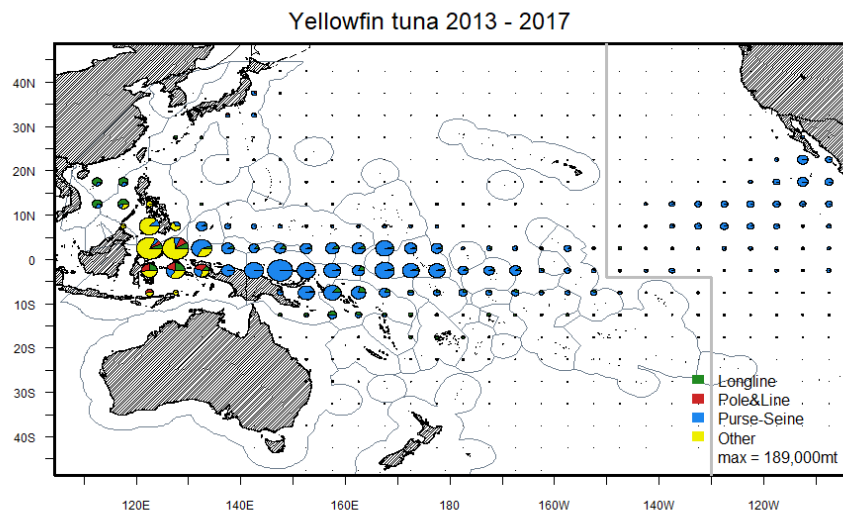 Yellowfin tuna 2013 - 2017
40N
30N
20N
10N
0
10S
20S
30S
40S
Longline
Pole&Line
Purse-Seine
Other
max = 189,000mt
120E 140E 160E 180 160W 140W 120W